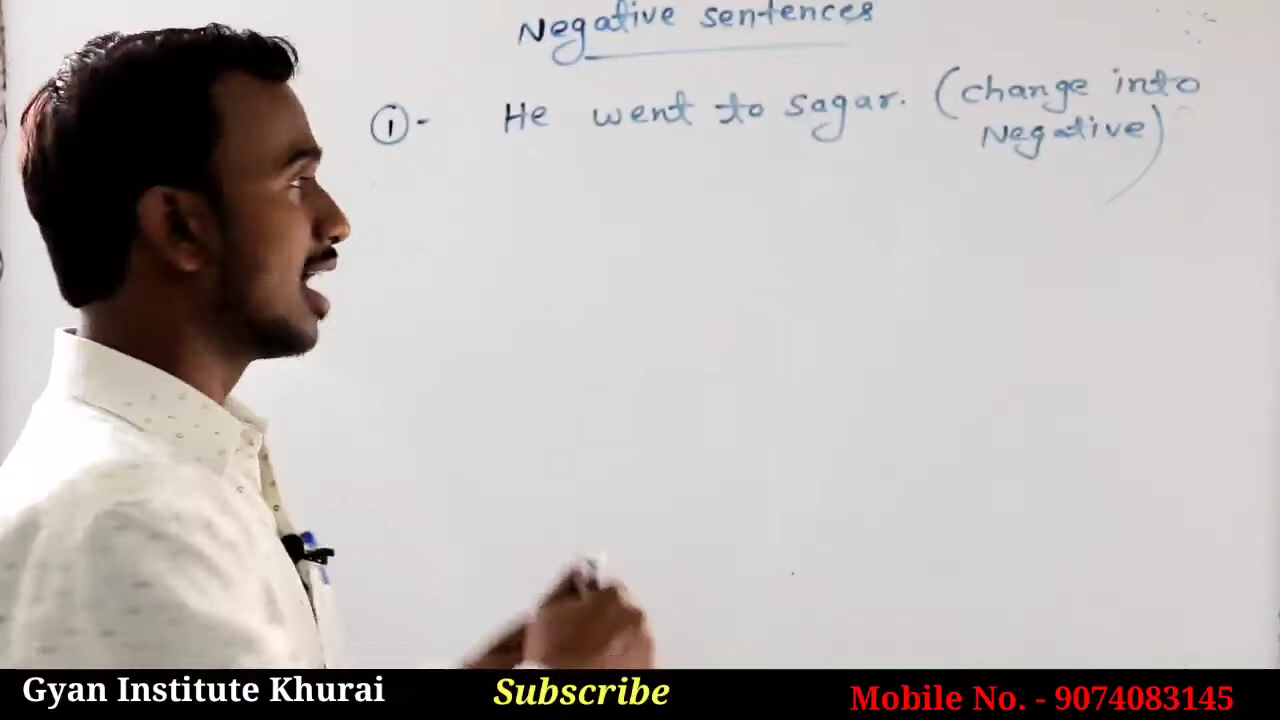 Negative sentences
①- He went to sagar. (change into
Negative)
Gyan Institute Khurai Subscribe Mobile No. - 9074083145